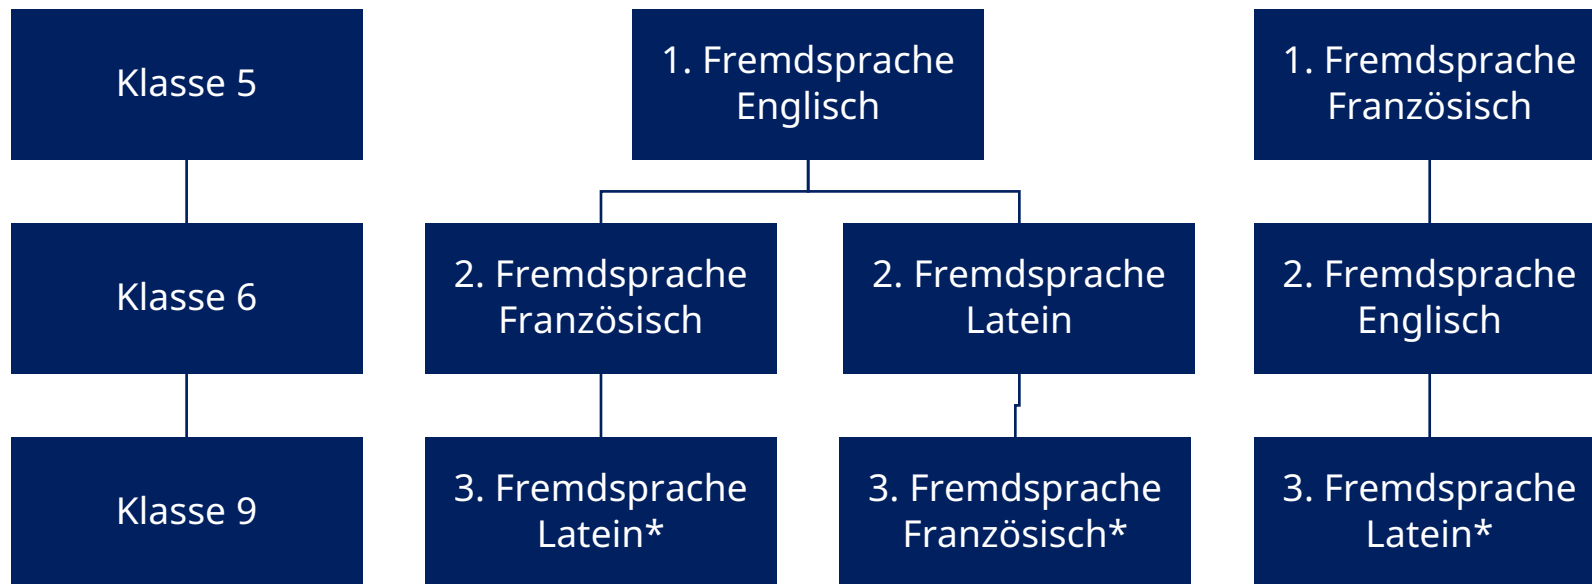 Klasse 5
1. Fremdsprache
Englisch
1. Fremdsprache
Französisch
Klasse 6
2. Fremdsprache
Französisch
2. Fremdsprache
Latein
2. Fremdsprache
Englisch
Klasse 9
3. Fremdsprache
Latein*
3. Fremdsprache
Französisch*
3. Fremdsprache
Latein*